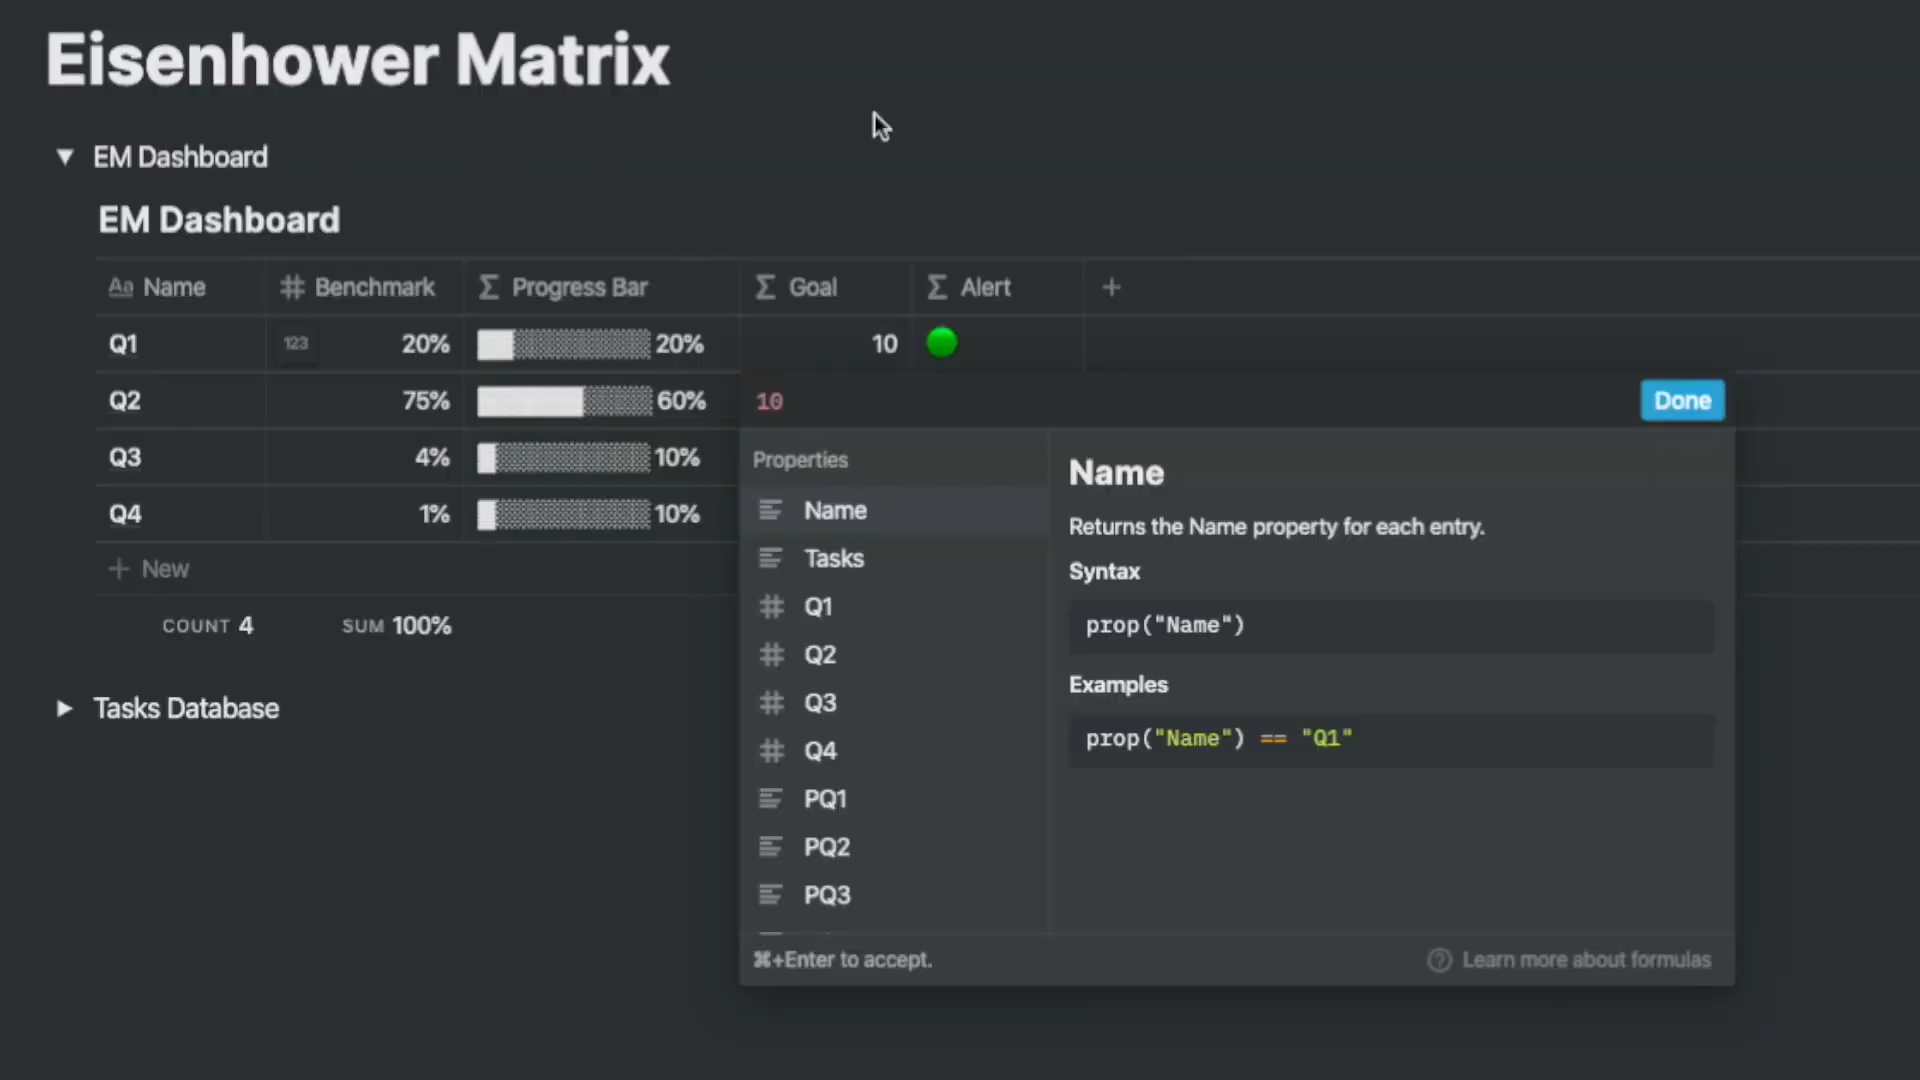 Eisenhower Matrix
EM Dashboard
EM Dashboard
Aa Name Benchmark Progress Bar Goal Alert
Q1 123 20% 20% 10
Q2 75% 60% 10 Done
Q3 4% 10%
Q4 1% 10%
+ New
COUNT 4 SUM 100%
Tasks Database
Properties
Name
Tasks
Q1
Q2
Q3
Q4
PQ1
PQ2
PQ3
Name
Returns the Name property for each entry.
Syntax
prop("Name")
Examples
prop("Name") == "Q1"
⌘+Enter to accept.
Learn more about formulas